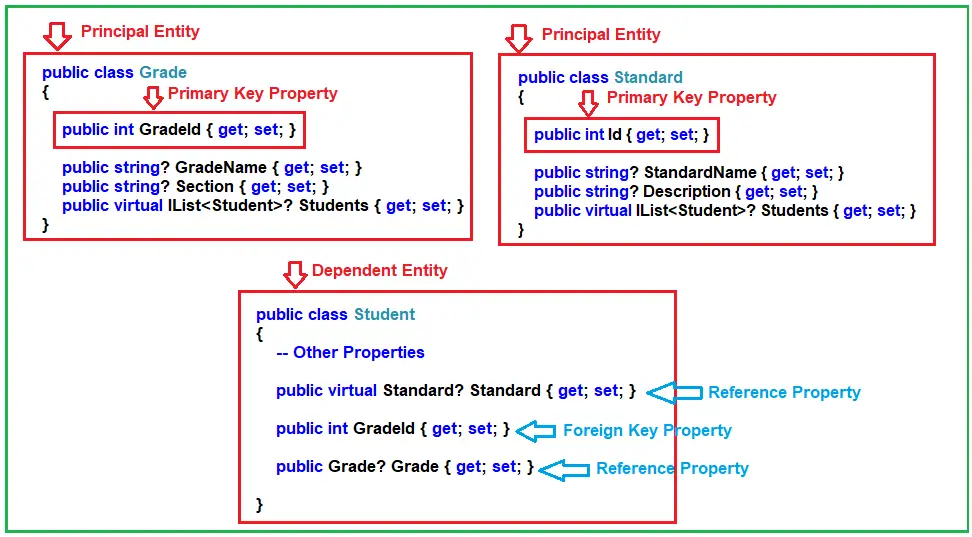 Principal Entity
public class Grade
{
Primary Key Property
public int GradeId { get; set; }
public string? GradeName { get; set; }
public string? Section { get; set; }
public virtual IList<Student>? Students { get; set; }
}
Principal Entity
public class Standard
{
Primary Key Property
public int Id { get; set; }
public string? StandardName { get; set; }
public string? Description { get; set; }
public virtual IList<Student>? Students { get; set; }
}
Dependent Entity
public class Student
{
-- Other Properties
public virtual Standard? Standard { get; set; } Reference Property
public int GradeId { get; set; } Foreign Key Property
public Grade? Grade { get; set; } Reference Property
}